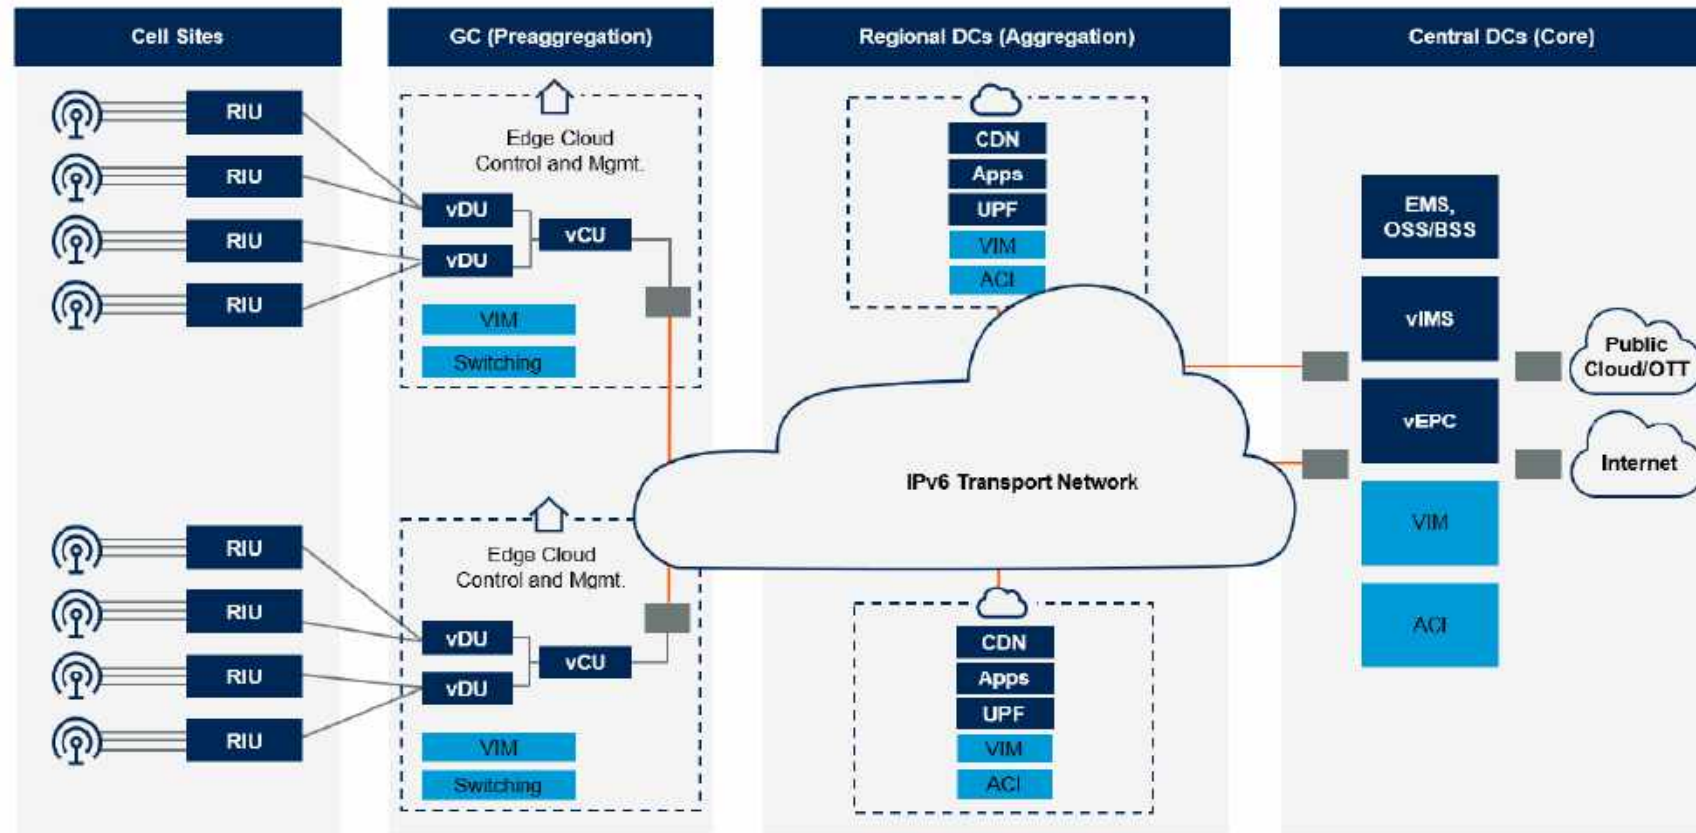 Cell Sites
GC (Preaggregation)
Regional DCs (Aggregation)
Central DCs (Core)
RIU
RIU
RIU
RIU
Edge Cloud
Control and Mgmt.
vDU
vDU
vCU
VIM
Switching
CDN
Apps
UPF
VIM
ACI
IPv6 Transport Network
EMS,
OSS/BSS
vIMS
vEPC
VIM
ACI
Public
Cloud/OTT
Internet
RIU
RIU
RIU
RIU
Edge Cloud
Control and Mgmt.
vDU
vDU
vCU
VIM
Switching
CDN
Apps
UPF
VIM
ACI